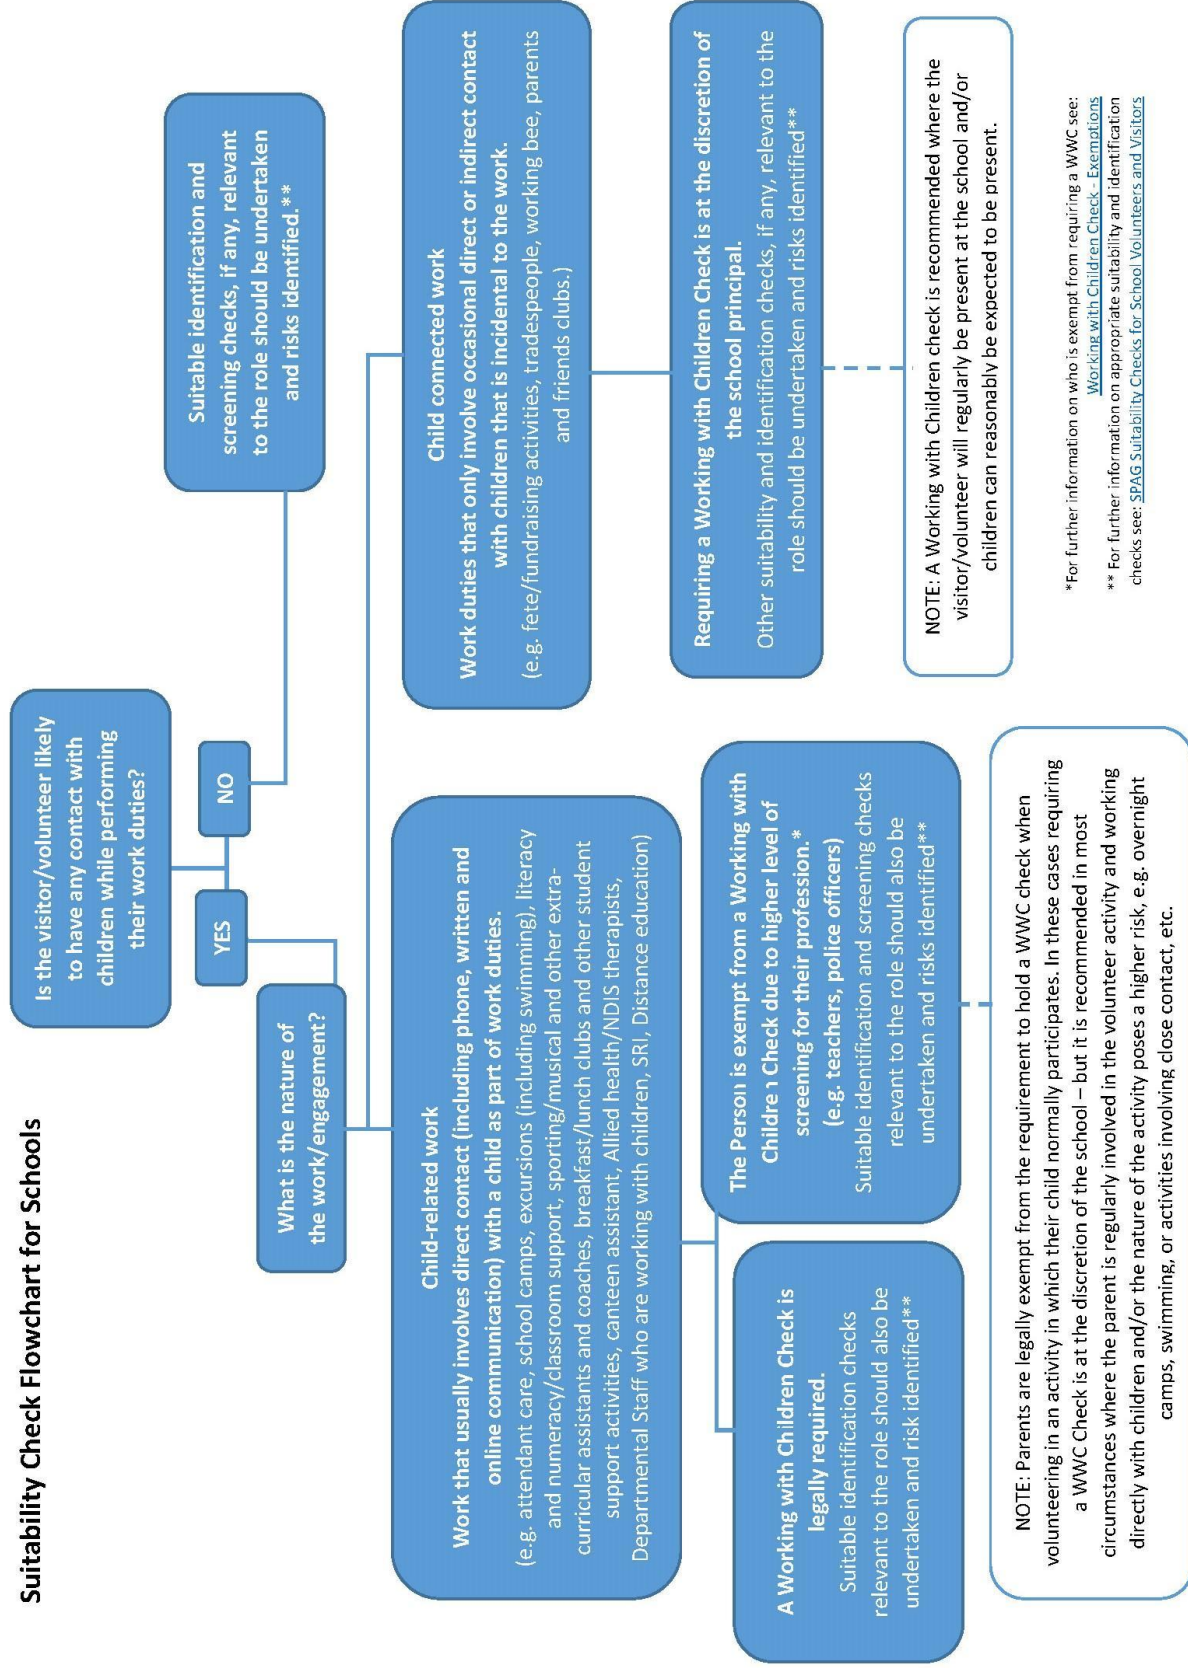 Suitability Check Flowchart for Schools
Is the visitor/volunteer likely
to have any contact with
children while performing
their work duties?
YES
NO
Suitable identification and
screening checks, if any, relevant
to the role should be undertaken
and risks identified.**
What is the nature of
the work/engagement?
Child-related work
Work that usually involves direct contact (including phone, written and
online communication) with a child as part of work duties.
(e.g. attendant care, school camps, excursions (including swimming), literacy
and numeracy/classroom support, sporting/musical and other extra-
curricular assistants and coaches, breakfast/lunch clubs and other student
support activities, canteen assistant, Allied health/NDIS therapists,
Departmental Staff who are working with children, SRI, Distance education)
Child connected work
Work duties that only involve occasional direct or indirect contact
with children that is incidental to the work.
(e.g. fete/fundraising activities, tradespeople, working bee, parents
and friends clubs.)
A Working with Children Check is
legally required.
Suitable identification checks
relevant to the role should also be
undertaken and risk identified**
The Person is exempt from a Working with
Children Check due to higher level of
screening for their profession.*
(e.g. teachers, police officers)
Suitable identification and screening checks
relevant to the role should also be
undertaken and risks identified**
Requiring a Working with Children Check is at the discretion of
the school principal.
Other suitability and identification checks, if any, relevant to the
role should be undertaken and risks identified**
NOTE: A Working with Children check is recommended where the
visitor/volunteer will regularly be present at the school and/or
children can reasonably be expected to be present.
NOTE: Parents are legally exempt from the requirement to hold a WWC check when
volunteering in an activity in which their child normally participates. In these cases requiring
a WWC Check is at the discretion of the school – but it is recommended in most
circumstances where the parent is regularly involved in the volunteer activity and working
directly with children and/or the nature of the activity poses a higher risk, e.g. overnight
camps, swimming, or activities involving close contact, etc.
*For further information on who is exempt from requiring a WWC see:
Working with Children Check - Exemptions
** For further information on appropriate suitability and identification
checks see: SPAG Suitability Checks for School Volunteers and Visitors